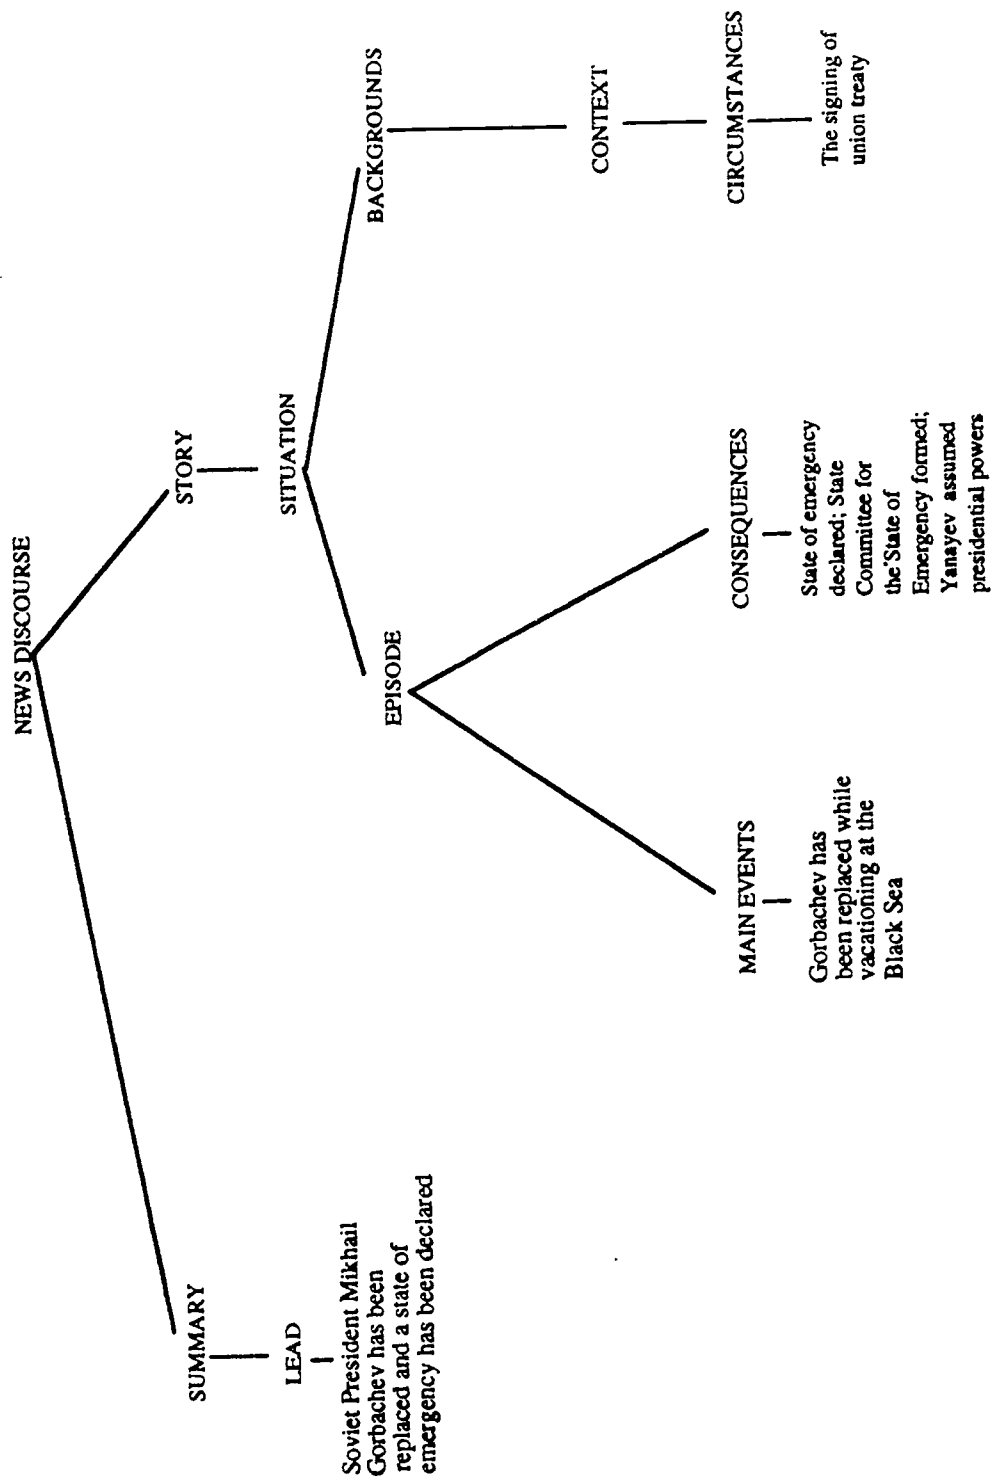 NEWS DISCOURSE
SUMMARY
STORY
LEAD
SITUATION
Soviet President Mikhail
Gorbachev has been
replaced and a state of
emergency has been declared
EPISODE
BACKGROUNDS
CONTEXT
MAIN EVENTS
CONSEQUENCES
CIRCUMSTANCES
Gorbachev has
been replaced while
vacationing at the
Black Sea
State of emergency
declared; State
Committee for
the State of
Emergency formed;
Yanayev assumed
presidential powers
The signing of
union treaty